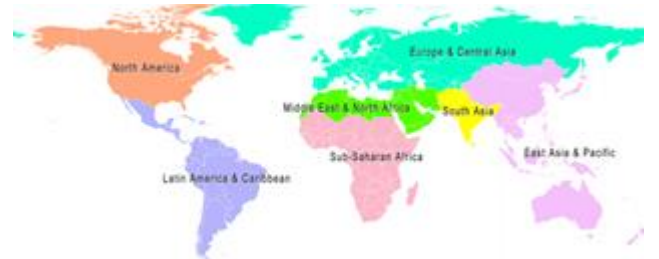 Europe & Central Asia
North America
Middle East & North Africa
South Asia
East Asia & Pacific
Sub-Saharan Africa
Latin America & Caribbean